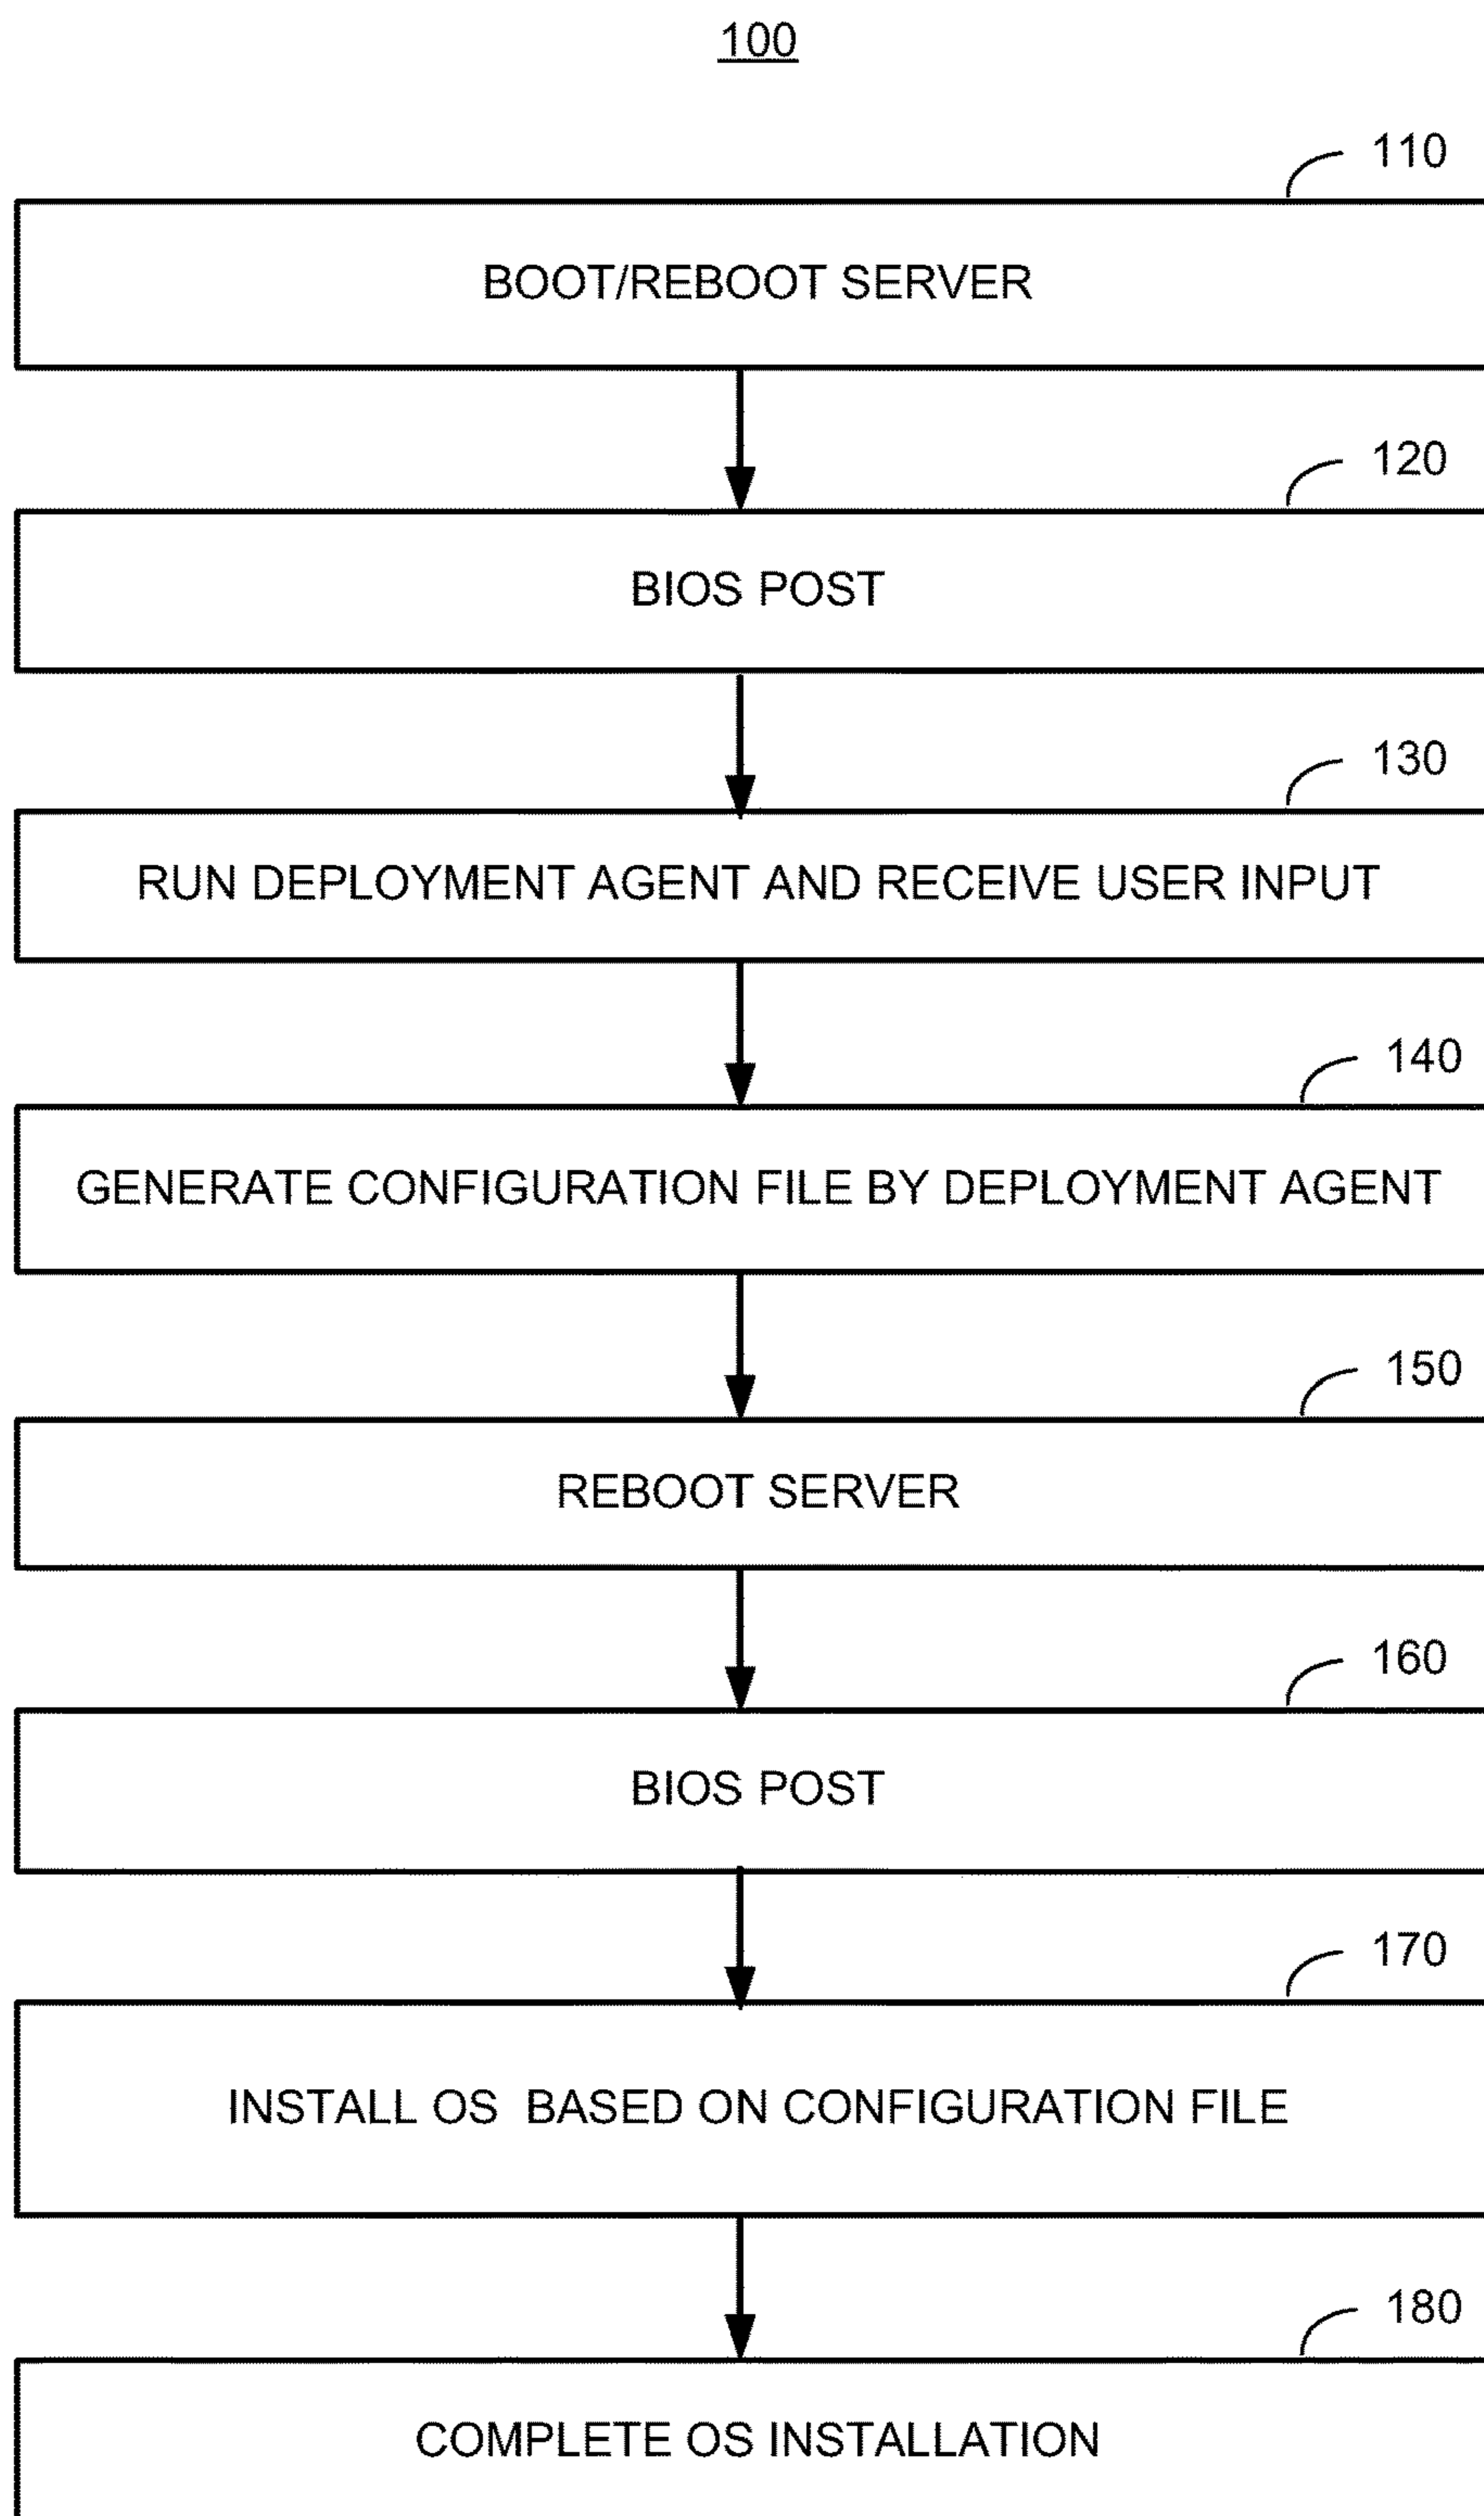 100
110
BOOT/REBOOT SERVER
120
BIOS POST
130
RUN DEPLOYMENT AGENT AND RECEIVE USER INPUT
140
GENERATE CONFIGURATION FILE BY DEPLOYMENT AGENT
150
REBOOT SERVER
160
BIOS POST
170
INSTALL OS BASED ON CONFIGURATION FILE
180
COMPLETE OS INSTALLATION